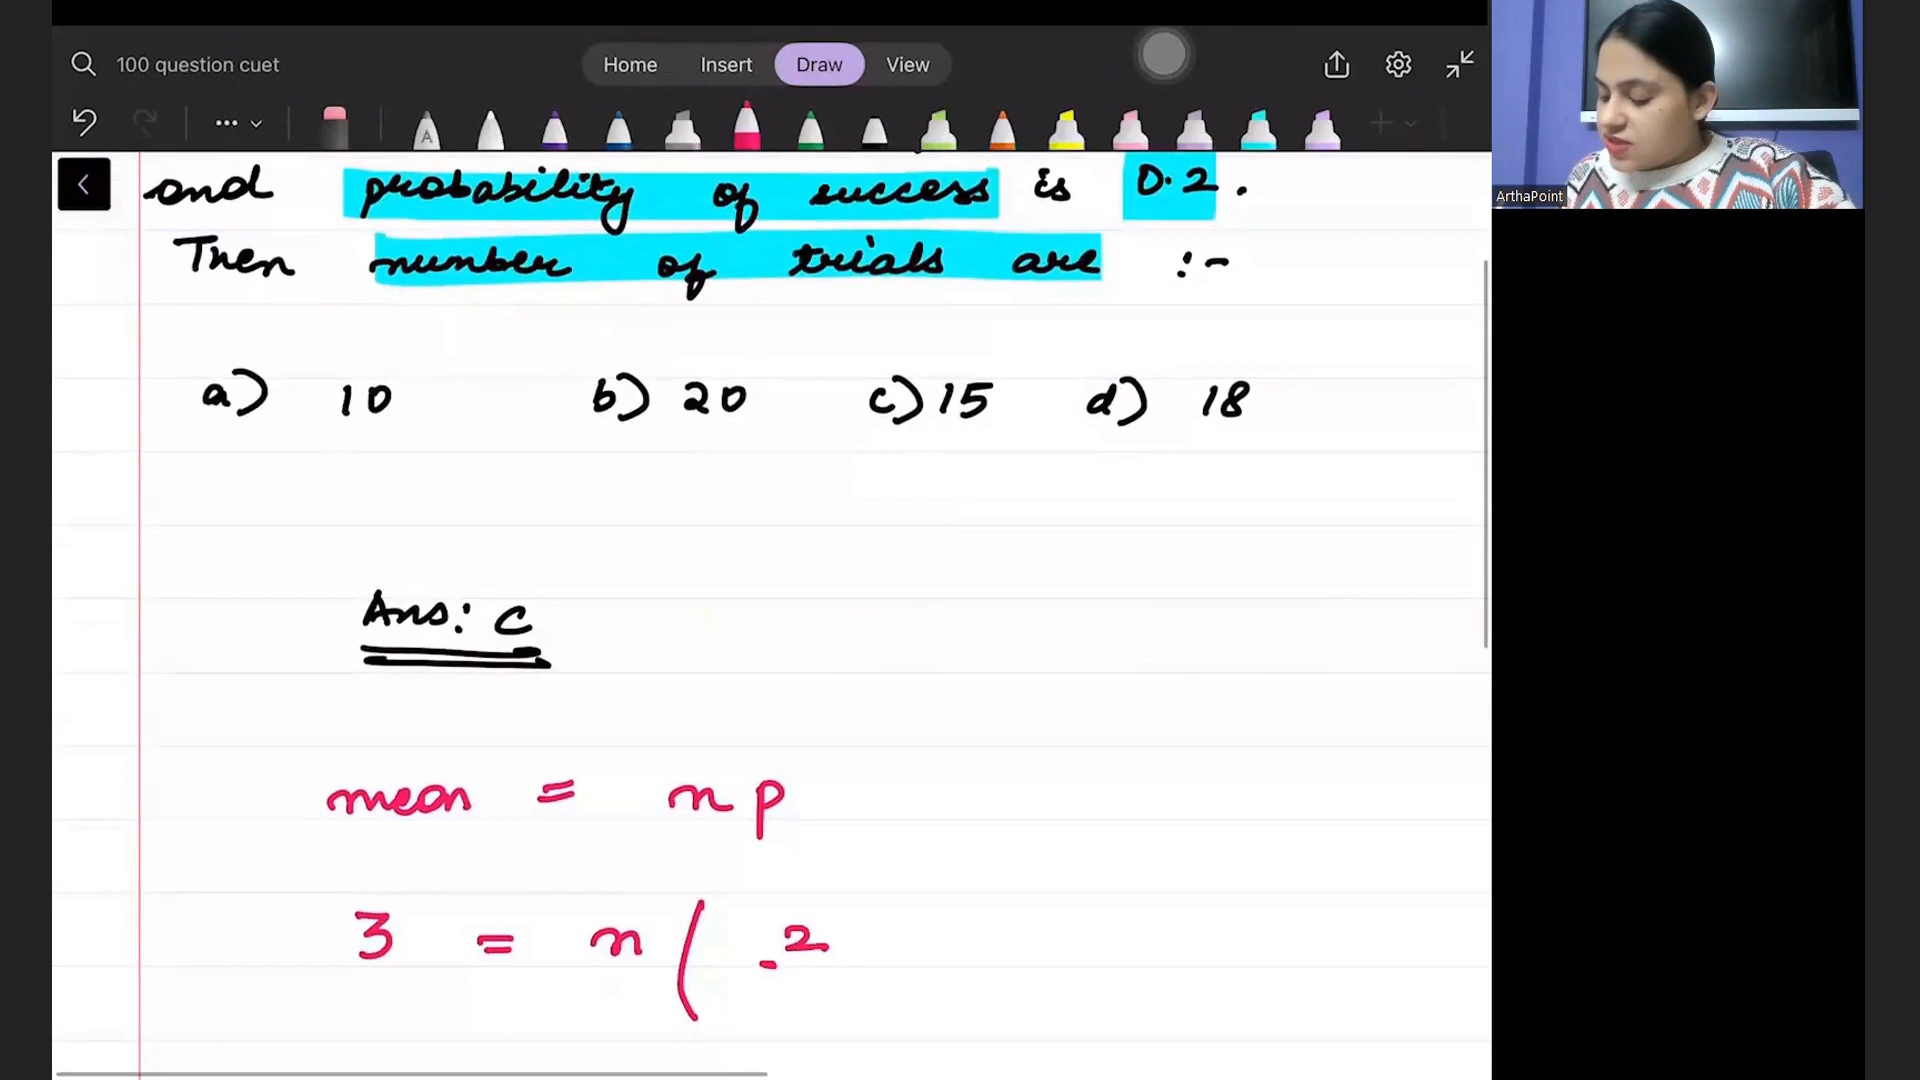 100 question cuet
Home Insert Draw View
ArthaPoint
and probability of success is 0.2.
Then number of trials are :-
a) 10 b) 20 c) 15 d) 18
Ans: C
mean = np
3 = n( .2